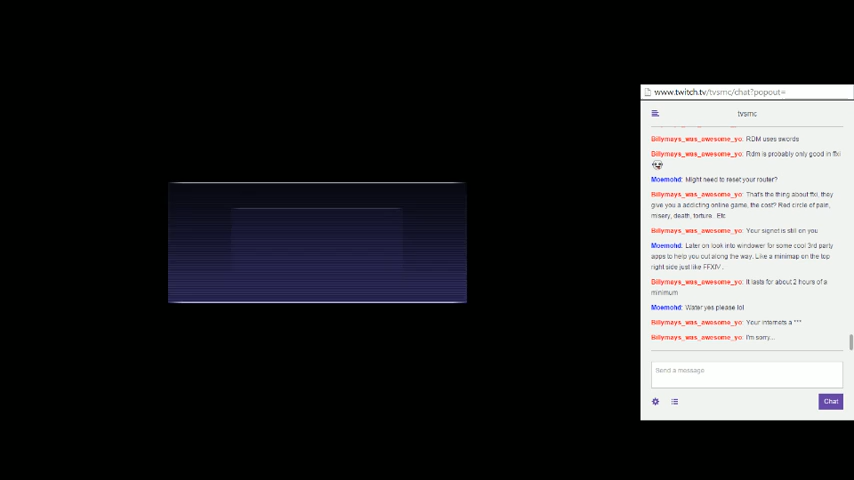 www.twitch.tv/tvsmc/chat?popout=
tvsmc
Billymays_was_awesome_yo: RDM uses swords
Billymays_was_awesome_yo: Rdm is probably only good in ffxi
Moemohd: Might need to reset your router?
Billymays_was_awesome_yo: That's the thing about ffxi, they
give you a addicting online game, the cost? Red circle of pain,
misery, death, torture. Etc
Billymays_was_awesome_yo: Your signet is still on you
Moemohd: Later on look into windower for some cool 3rd party
apps to help you out along the way. Like a minimap on the top
right side just like FFXIV .
Billymays_was_awesome_yo: It lasts for about 2 hours of a
minimum
Moemohd: Water yes please lol
Billymays_was_awesome_yo: Your internets a ***
Billymays_was_awesome_yo: I'm sorry...
Send a message
Chat